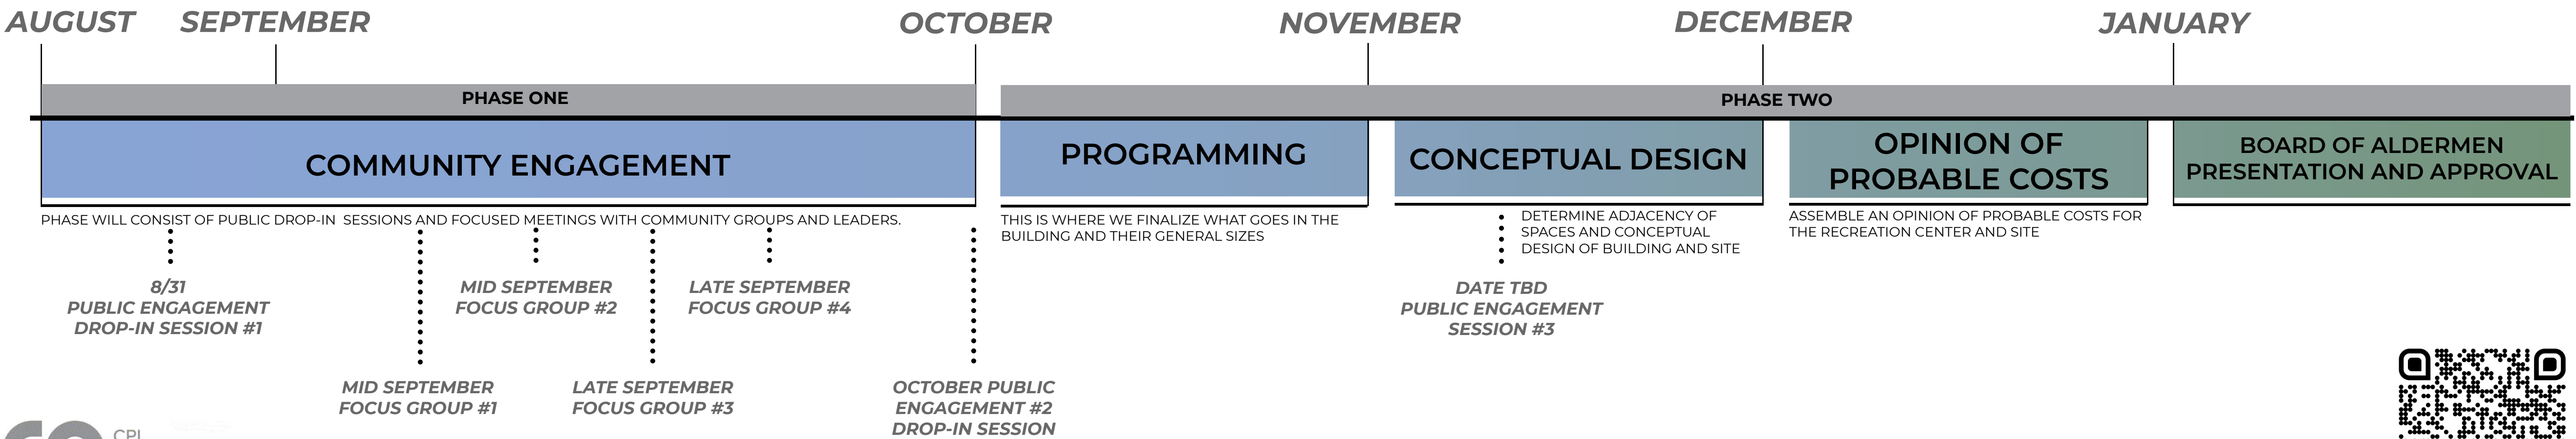 AUGUST
SEPTEMBER
OCTOBER
NOVEMBER
DECEMBER
JANUARY
PHASE ONE
PHASE TWO
COMMUNITY ENGAGEMENT
PROGRAMMING
CONCEPTUAL DESIGN
OPINION OF
PROBABLE COSTS
BOARD OF ALDERMEN
PRESENTATION AND APPROVAL
PHASE WILL CONSIST OF PUBLIC DROP-IN SESSIONS AND FOCUSED MEETINGS WITH COMMUNITY GROUPS AND LEADERS.
THIS IS WHERE WE FINALIZE WHAT GOES IN THE
BUILDING AND THEIR GENERAL SIZES
DETERMINE ADJACENCY OF
SPACES AND CONCEPTUAL
DESIGN OF BUILDING AND SITE
ASSEMBLE AN OPINION OF PROBABLE COSTS FOR
THE RECREATION CENTER AND SITE
8/31
PUBLIC ENGAGEMENT
DROP-IN SESSION #1
MID SEPTEMBER
FOCUS GROUP #2
LATE SEPTEMBER
FOCUS GROUP #4
DATE TBD
PUBLIC ENGAGEMENT
SESSION #3
MID SEPTEMBER
FOCUS GROUP #1
LATE SEPTEMBER
FOCUS GROUP #3
OCTOBER PUBLIC
ENGAGEMENT #2
DROP-IN SESSION